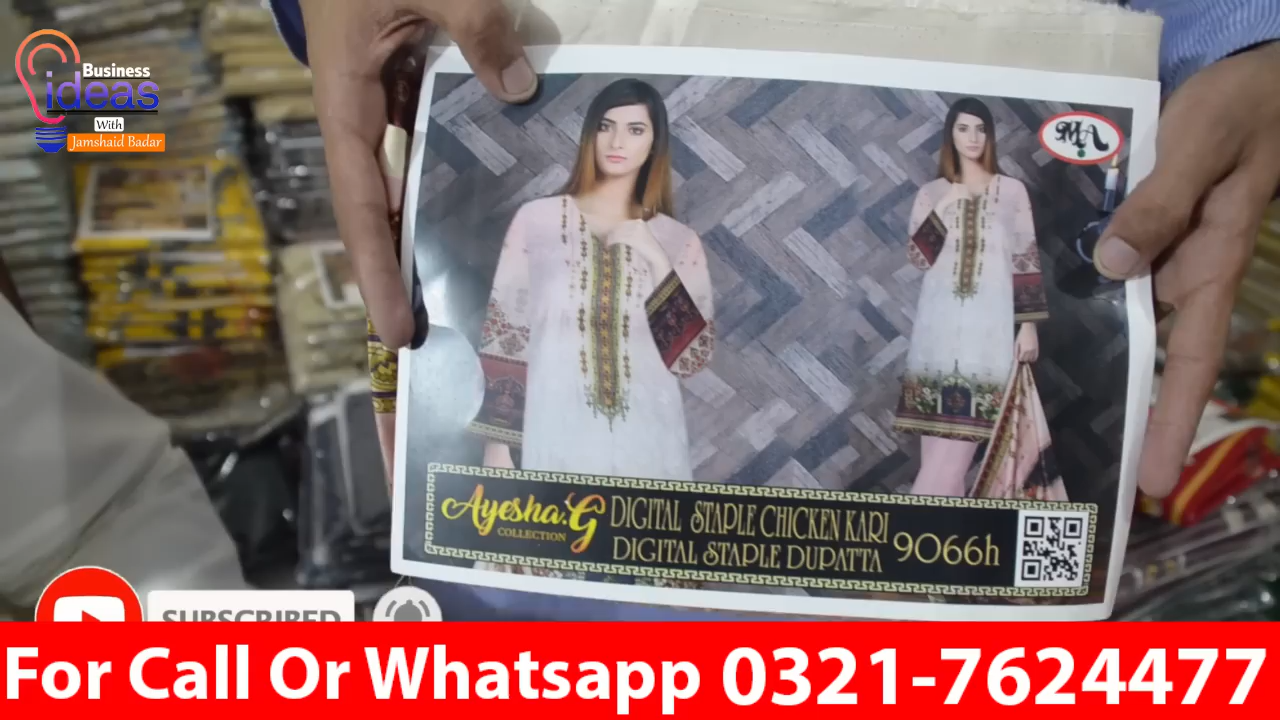 Business
ideas
With
Jamshaid Badar
GMA
Ayesha.G
COLLECTION
DIGITAL STAPLE CHICKEN KARI
DIGITAL STAPLE DUPATTA
9066h
SUBSCRIBED
For Call Or Whatsapp 0321-7624477